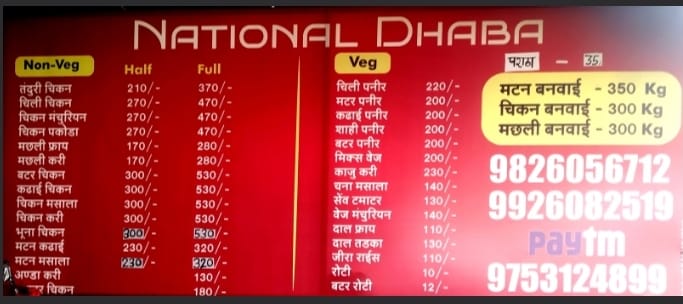 NATIONAL DHABA
Non-Veg Half Full
तंदुरी चिकन 210/- 370/-
चिली चिकन 270/- 470/-
चिकन मंचुरियन 270/- 470/-
चिकन पकोडा 270/- 470/-
मछली फ्राय 170/- 280/-
मछली करी 170/- 280/-
बटर चिकन 300/- 530/-
कढाई चिकन 300/- 530/-
चिकन मसाला 300/- 530/-
चिकन करी 300/- 530/-
भूना चिकन 300/- 530/-
मटन कढाई 230/- 320/-
मटन मसाला 230/- 320/-
अण्डा करी 130/-
चिकन 180/-
Veg
चिली पनीर 220/-
मटर पनीर 200/-
कढाई पनीर 200/-
शाही पनीर 200/-
बटर पनीर 200/-
मिक्स वेज 200/-
काजु करी 230/-
चना मसाला 140/-
सेंव टमाटर 130/-
वेज मंचुरियन 140/-
दाल फ्राय 110/-
दाल तडका 130/-
जीरा राईस 110/-
रोटी 10/-
बटर रोटी 12/-
पराठा - 35
मटन बनवाई - 350 Kg
चिकन बनवाई - 300 Kg
मछली बनवाई - 300 Kg
9826056712
9926082519
paytm
9753124899